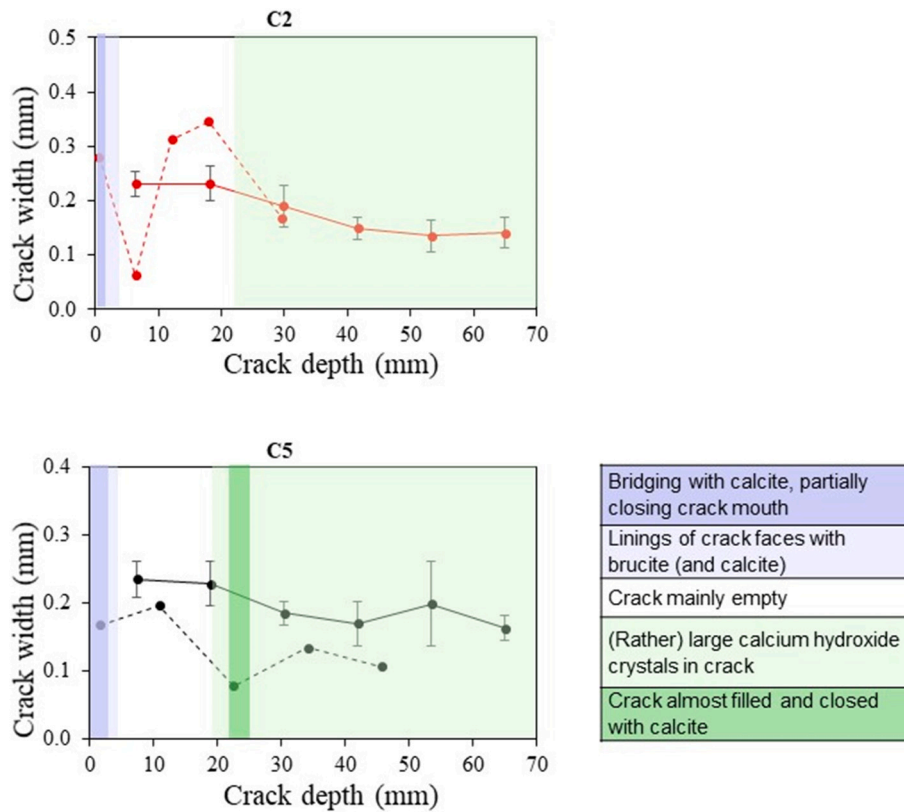 C2
0.5
0.4
0.3
0.2
0.1
0.0
Crack width (mm)
0 10 20 30 40 50 60 70
Crack depth (mm)
C5
0.4
0.3
0.2
0.1
0.0
Crack width (mm)
0 10 20 30 40 50 60 70
Crack depth (mm)
Bridging with calcite, partially
closing crack mouth
Linings of crack faces with
brucite (and calcite)
Crack mainly empty
(Rather) large calcium hydroxide
crystals in crack
Crack almost filled and closed
with calcite